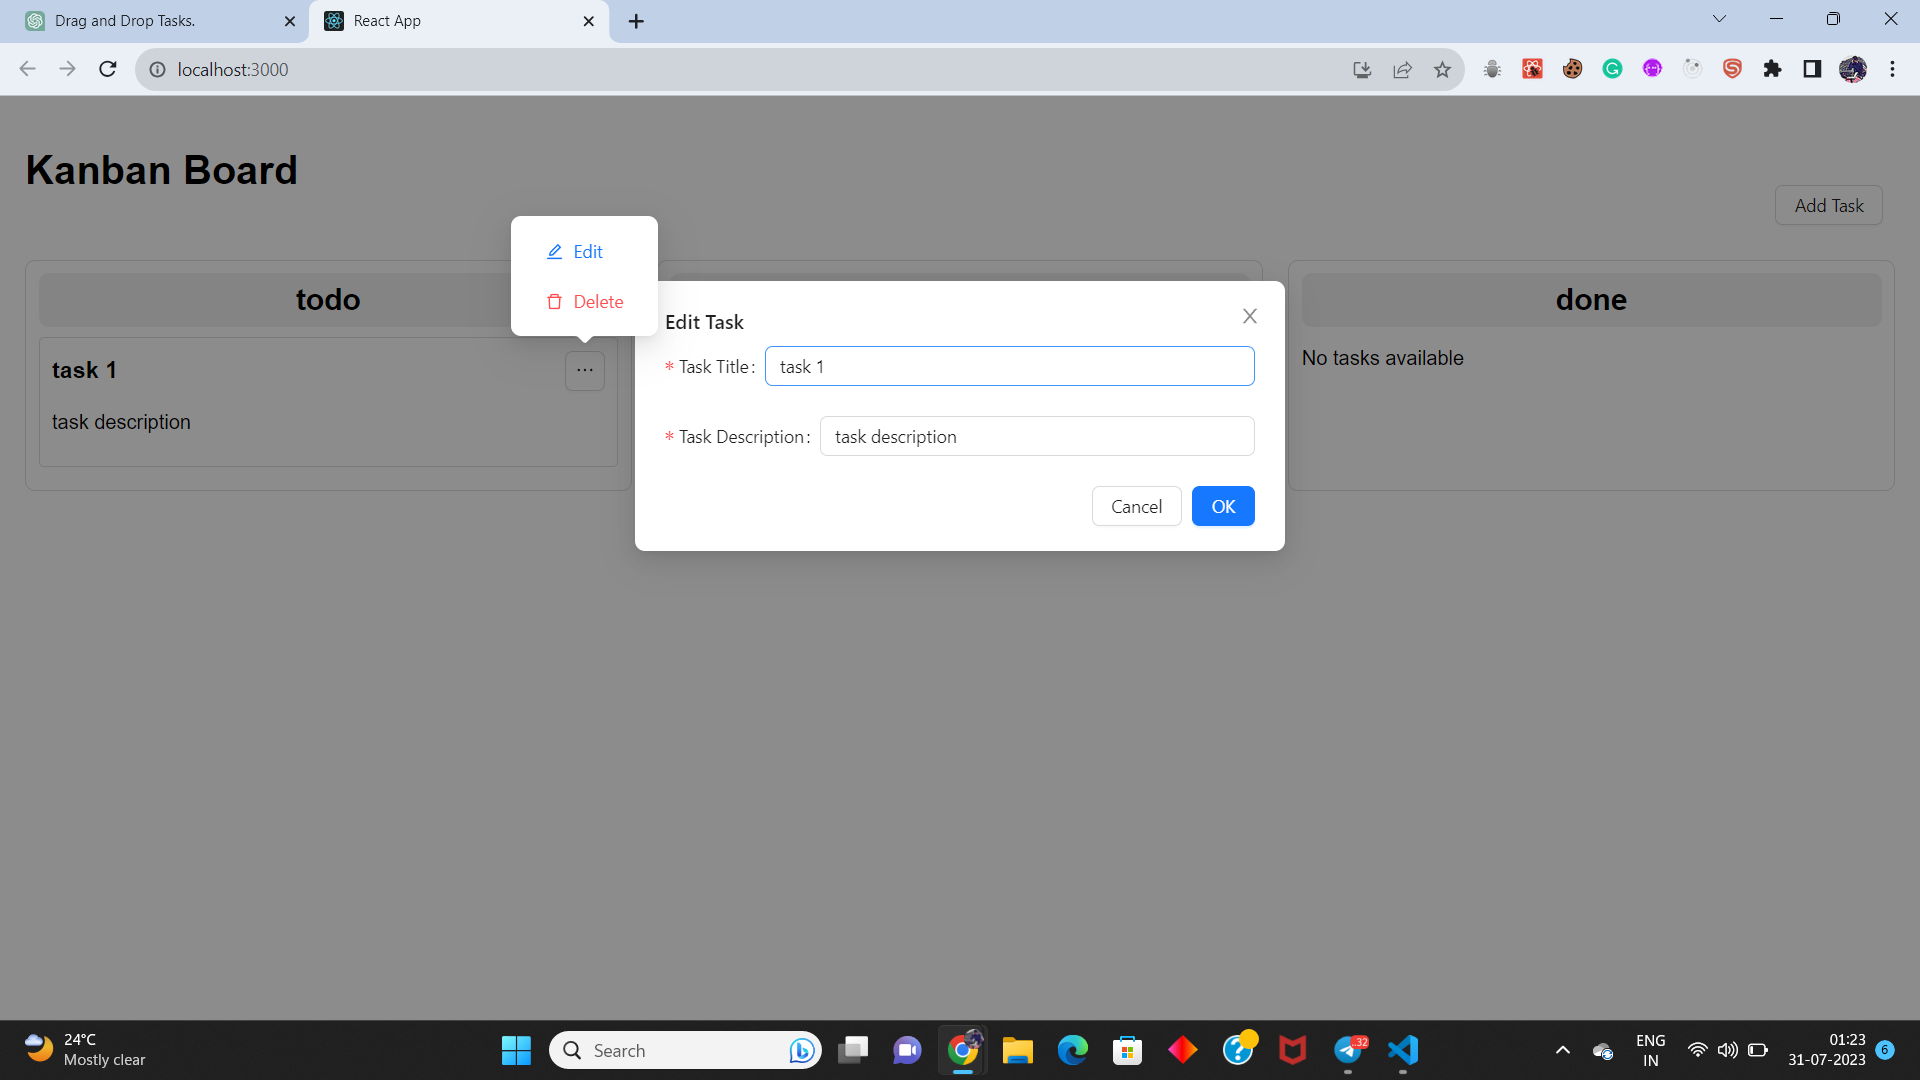 Drag and Drop Tasks.
React App
localhost:3000
Kanban Board
Add Task
Edit
Delete
todo
task 1
...
task description
Edit Task
* Task Title:
task 1
* Task Description:
task description
Cancel
OK
done
No tasks available
24°C
Mostly clear
Search
32
ENG
IN
01:23
31-07-2023
6